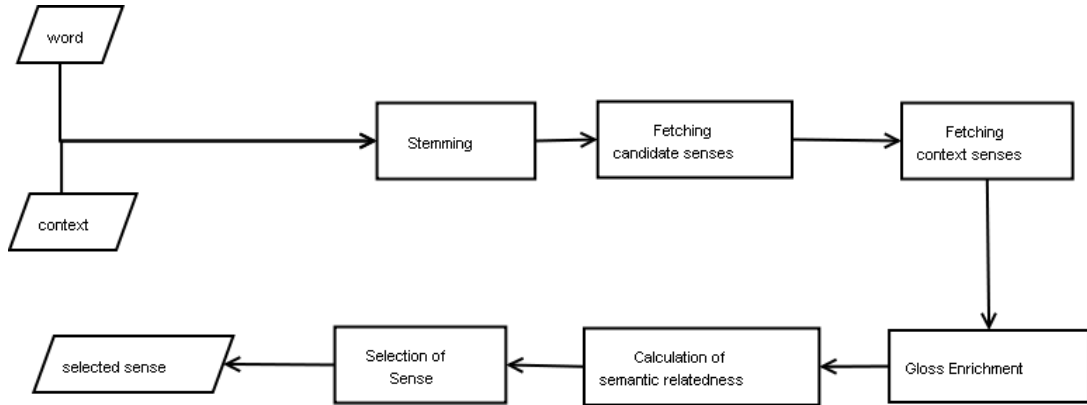 word
Stemming
Fetching
candidate senses
Fetching
context senses
context
selected sense
Selection of
Sense
Calculation of
semantic relatedness
Gloss Enrichment